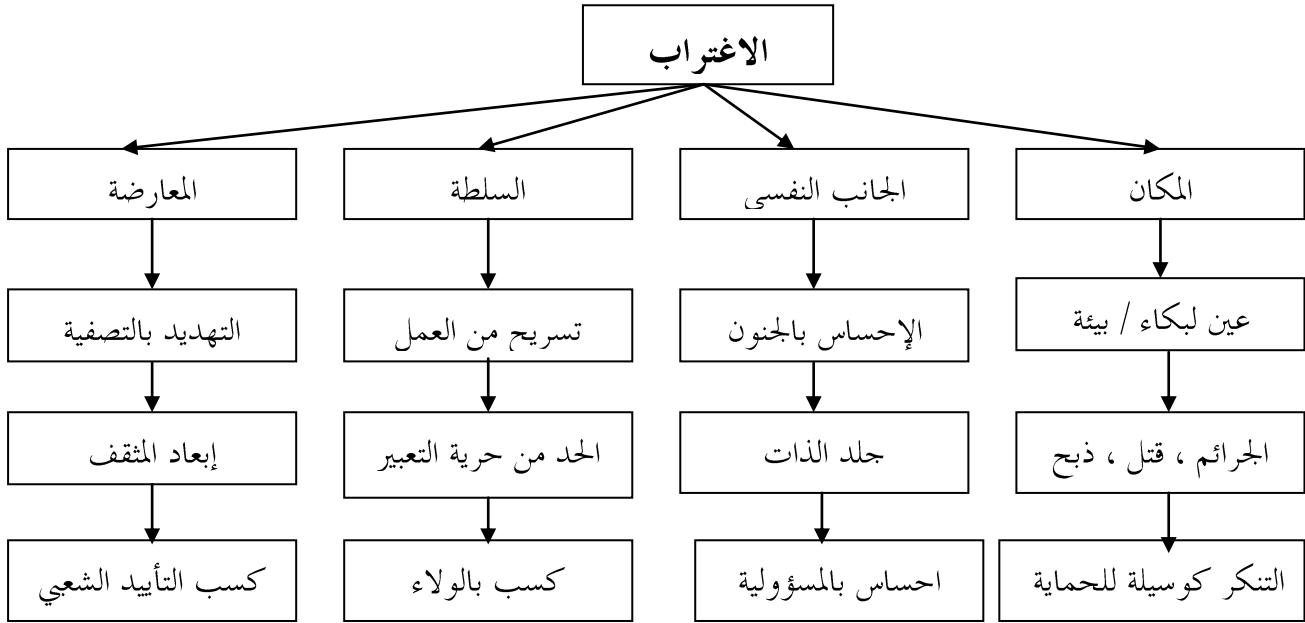 الاغتراب
المكان
الجانب النفسي
السلطة
المعارضة
عين لبكاء / بيئة
الإحساس بالجنون
تسريح من العمل
التهديد بالتصفية
الجرائم ، قتل ، ذبح
جلد الذات
الحد من حرية التعبير
إبعاد المثقف
التنكر كوسيلة للحماية
احساس بالمسؤولية
كسب بالولاء
كسب التأييد الشعبي